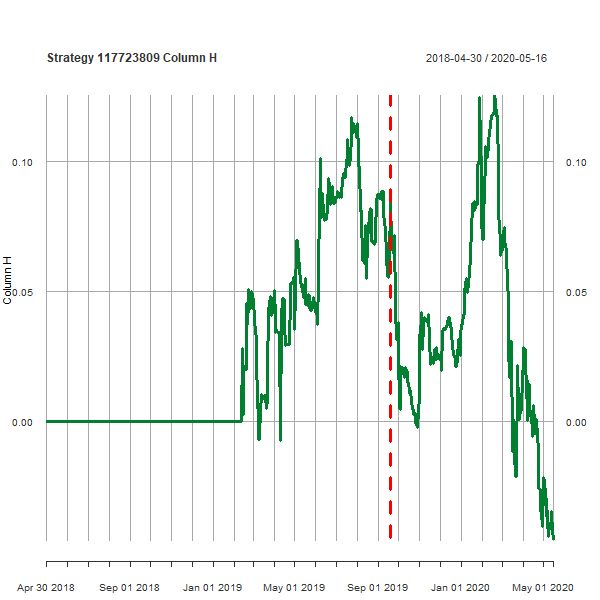 Strategy 117723809 Column H
2018-04-30 / 2020-05-16
0.10
0.10
Column H
0.05
0.05
0.00
0.00
Apr 30 2018
Sep 01 2018
Jan 01 2019
May 01 2019
Sep 01 2019
Jan 01 2020
May 01 2020